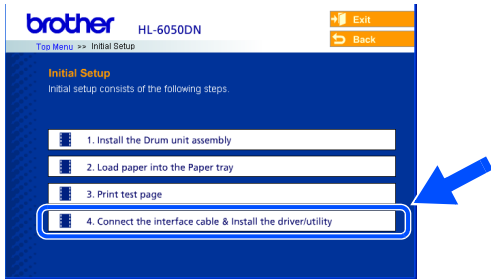 brother HL-6050DN
Exit
Back
Top Menu >> Initial Setup
Initial Setup
Initial setup consists of the following steps.
1. Install the Drum unit assembly
2. Load paper into the Paper tray
3. Print test page
4. Connect the interface cable & Install the driver/utility